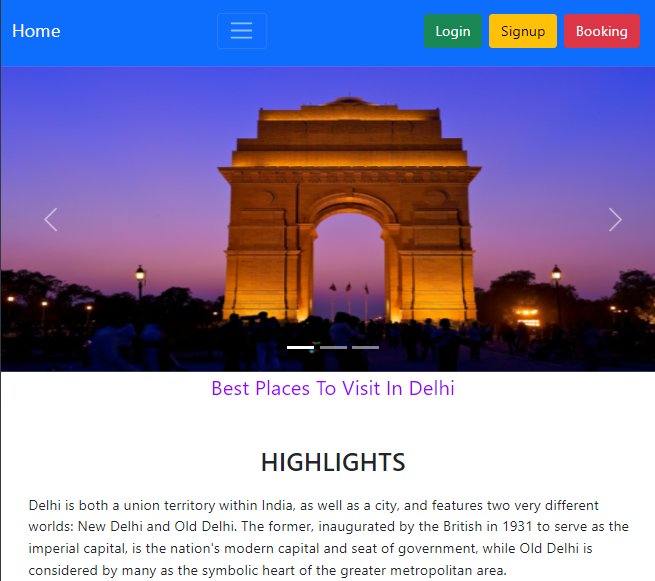 Home
Login
Signup
Booking
Best Places To Visit In Delhi
HIGHLIGHTS
Delhi is both a union territory within India, as well as a city, and features two very different
worlds: New Delhi and Old Delhi. The former, inaugurated by the British in 1931 to serve as the
imperial capital, is the nation's modern capital and seat of government, while Old Delhi is
considered by many as the symbolic heart of the greater metropolitan area.